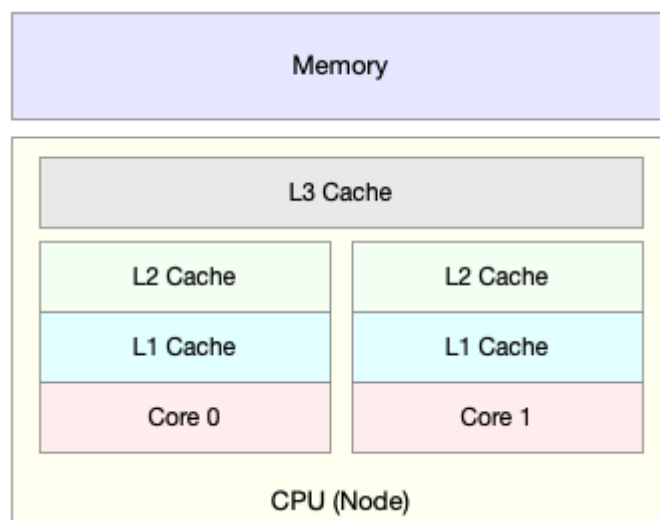 Memory
L3 Cache
L2 Cache
L2 Cache
L1 Cache
L1 Cache
Core 0
Core 1
CPU (Node)